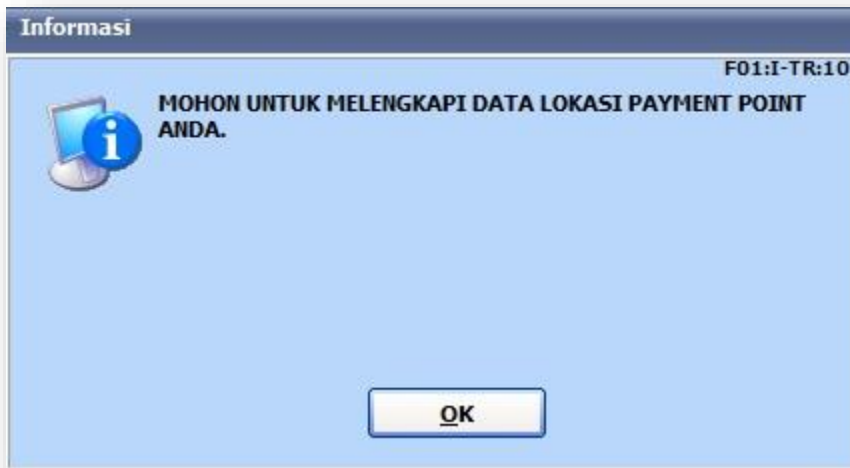 Informasi
F01:I-TR:10
MOHON UNTUK MELENGKAPI DATA LOKASI PAYMENT POINT
ANDA.
OK